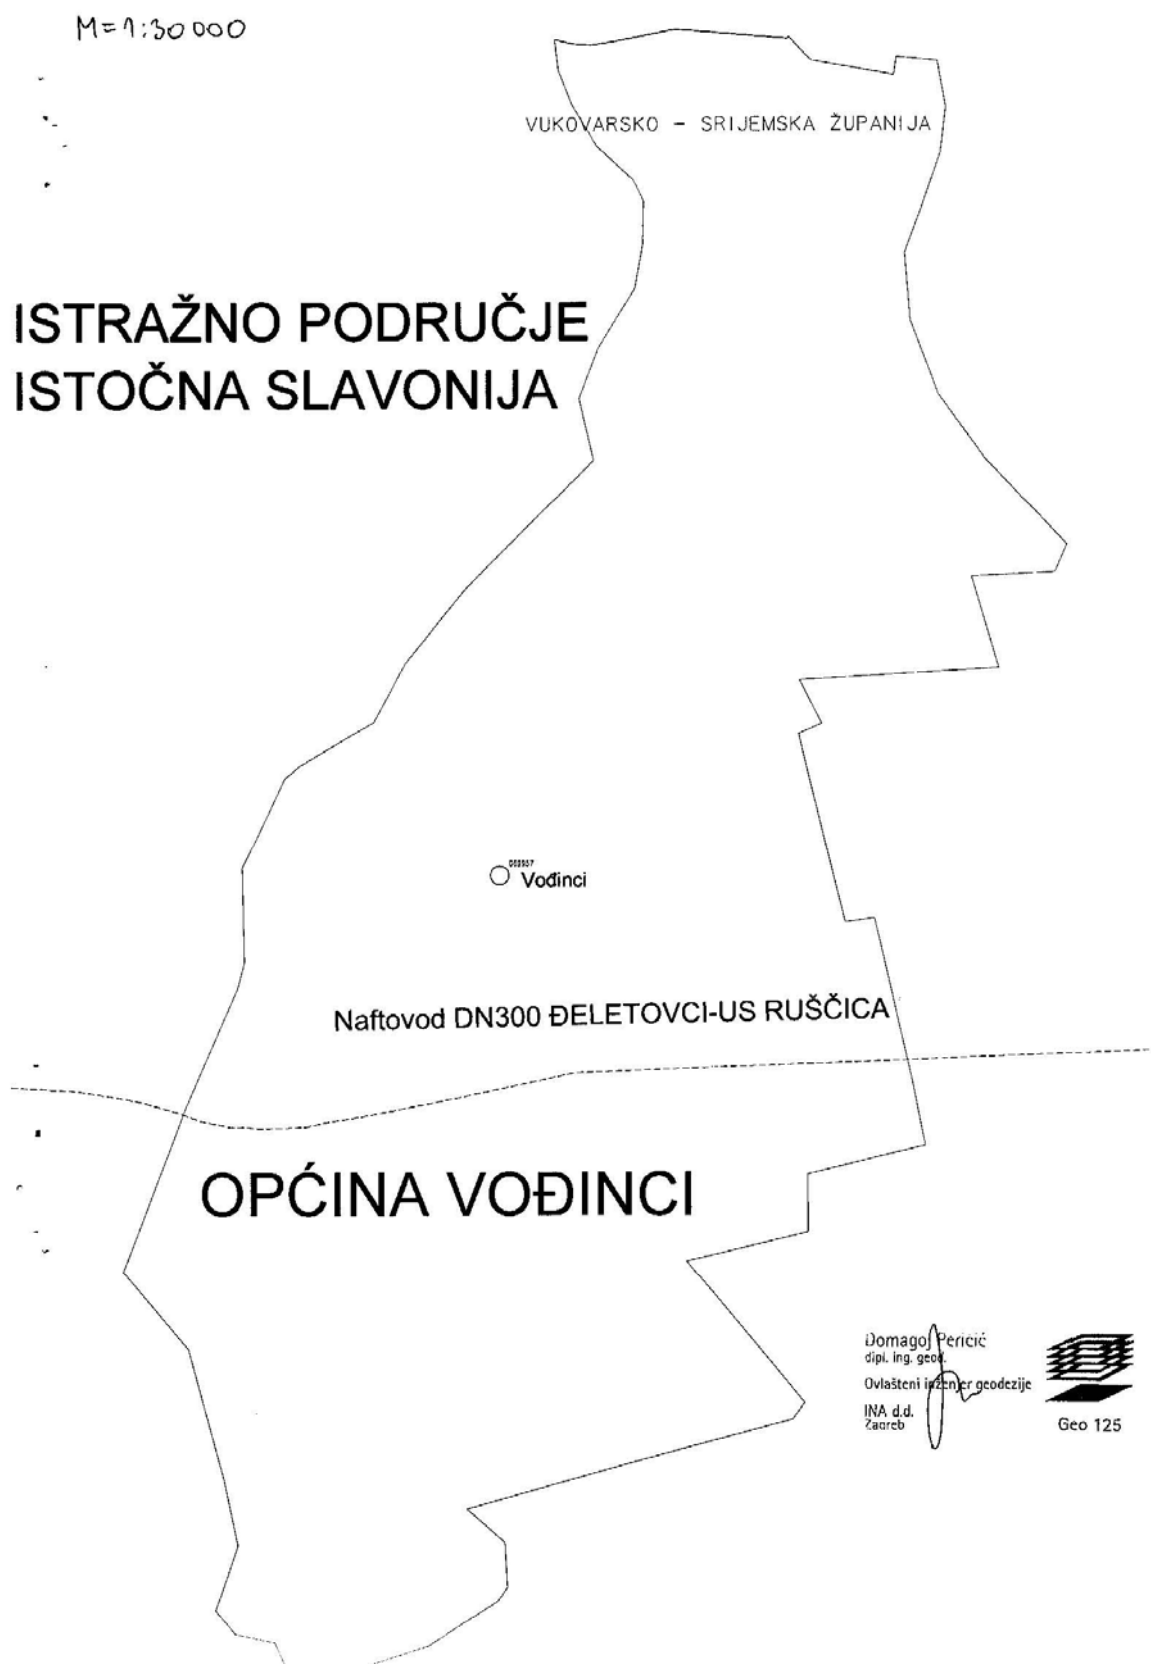 M=1:30000
VUKOVARSKO - SRIJEMSKA ŽUPANIJA
ISTRAŽNO PODRUČJE
ISTOČNA SLAVONIJA
Vođinci
Naftovod DN300 ĐELETOVCI-US RUŠČICA
OPĆINA VOĐINCI
Domagoj Peričić
dipl. ing. geod.
Ovlašteni inženjer geodezije
INA d.d.
Zagreb
Geo 125